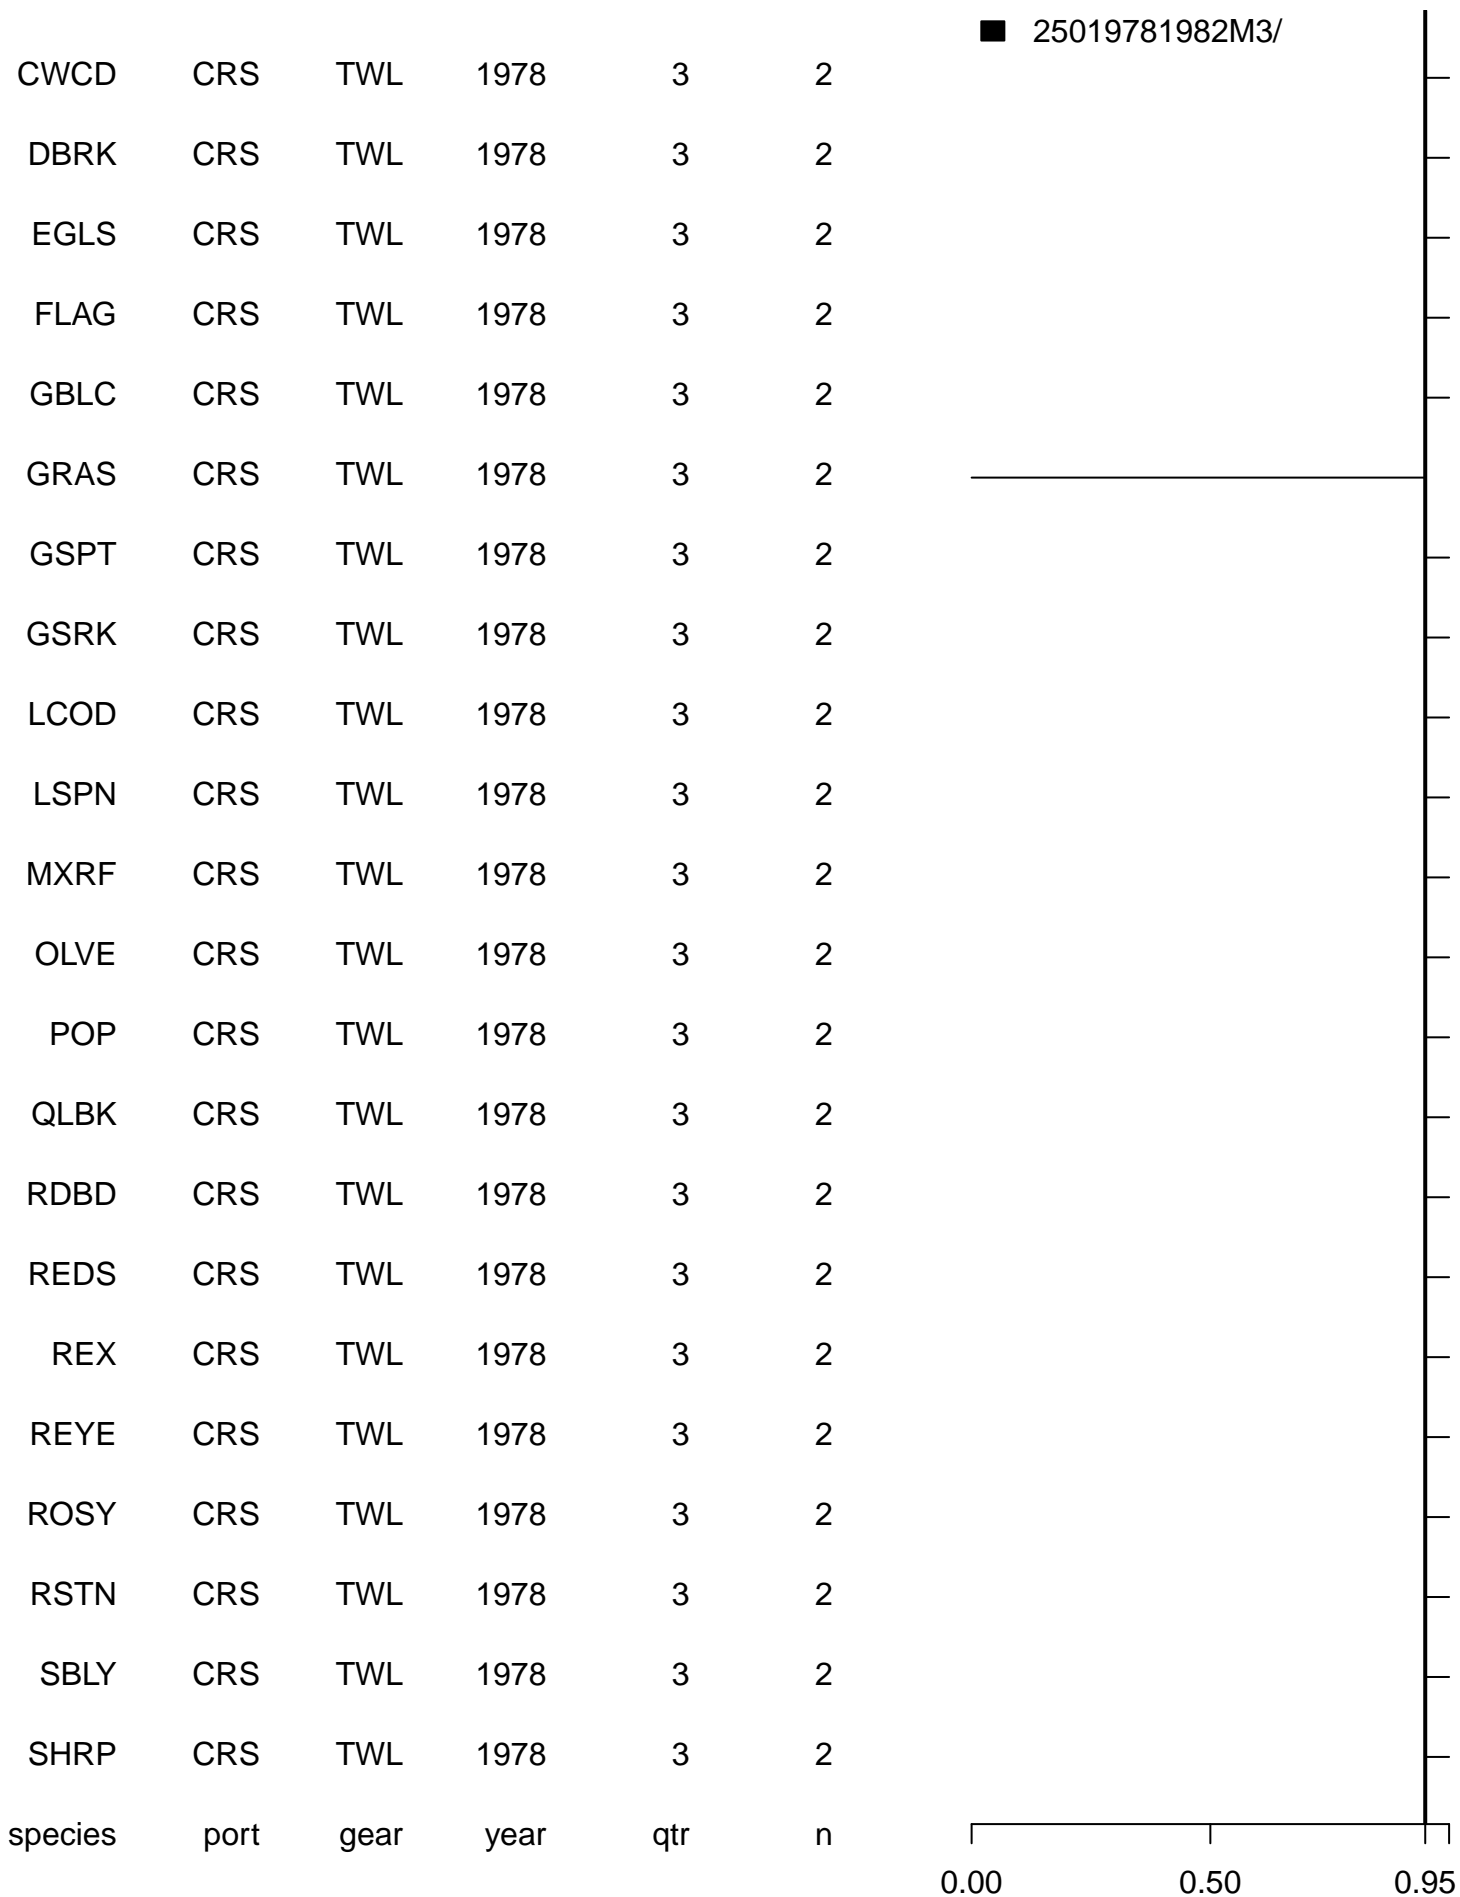 25019781982M3/
CWCD CRS TWL 1978 3 2
DBRK CRS TWL 1978 3 2
EGLS CRS TWL 1978 3 2
FLAG CRS TWL 1978 3 2
GBLC CRS TWL 1978 3 2
GRAS CRS TWL 1978 3 2
GSPT CRS TWL 1978 3 2
GSRK CRS TWL 1978 3 2
LCOD CRS TWL 1978 3 2
LSPN CRS TWL 1978 3 2
MXRF CRS TWL 1978 3 2
OLVE CRS TWL 1978 3 2
POP CRS TWL 1978 3 2
QLBK CRS TWL 1978 3 2
RDBD CRS TWL 1978 3 2
REDS CRS TWL 1978 3 2
REX CRS TWL 1978 3 2
REYE CRS TWL 1978 3 2
ROSY CRS TWL 1978 3 2
RSTN CRS TWL 1978 3 2
SBLY CRS TWL 1978 3 2
SHRP CRS TWL 1978 3 2
species port gear year qtr n
0.00 0.50 0.95